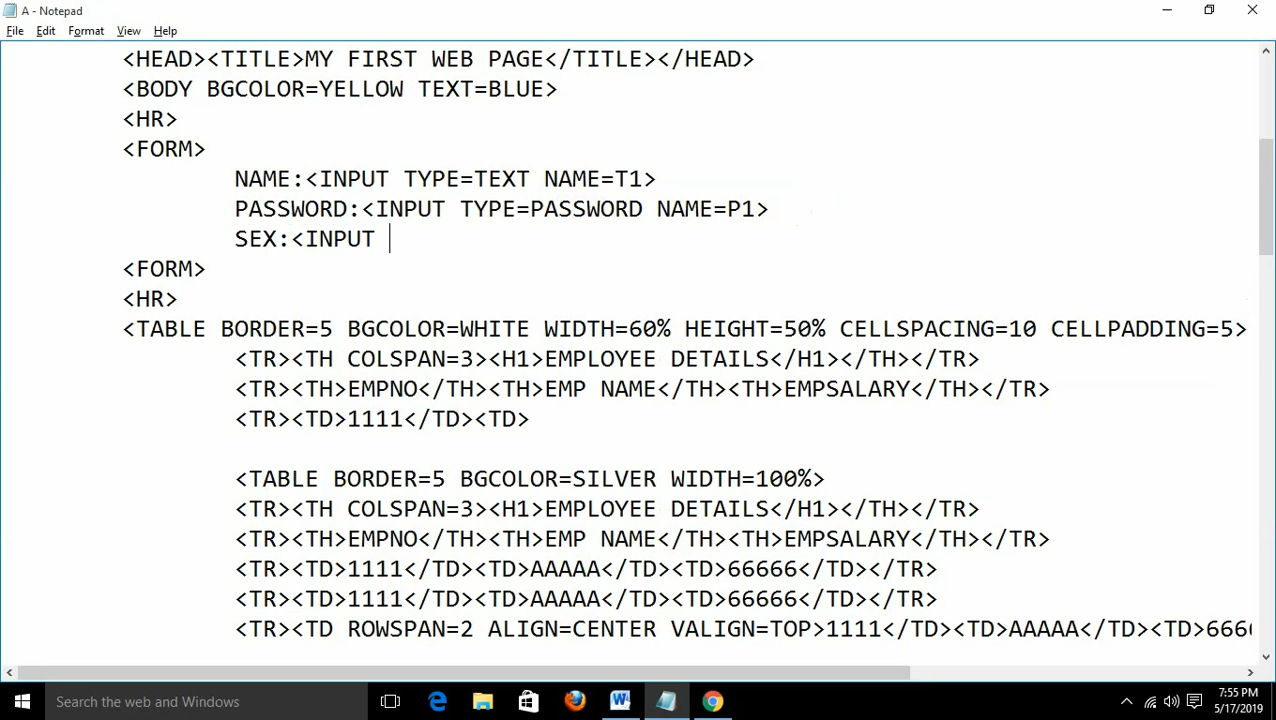 A - Notepad
File Edit Format View Help
<HEAD><TITLE>MY FIRST WEB PAGE</TITLE></HEAD>
<BODY BGCOLOR=YELLOW TEXT=BLUE>
<HR>
<FORM>
NAME:<INPUT TYPE=TEXT NAME=T1>
PASSWORD:<INPUT TYPE=PASSWORD NAME=P1>
SEX:<INPUT
<FORM>
<HR>
<TABLE BORDER=5 BGCOLOR=WHITE WIDTH=60% HEIGHT=50% CELLSPACING=10 CELLPADDING=5>
<TR><TH COLSPAN=3><H1>EMPLOYEE DETAILS</H1></TH></TR>
<TR><TH>EMPNO</TH><TH>EMP NAME</TH><TH>EMPSALARY</TH></TR>
<TR><TD>1111</TD><TD>
<TABLE BORDER=5 BGCOLOR=SILVER WIDTH=100%>
<TR><TH COLSPAN=3><H1>EMPLOYEE DETAILS</H1></TH></TR>
<TR><TH>EMPNO</TH><TH>EMP NAME</TH><TH>EMPSALARY</TH></TR>
<TR><TD>1111</TD><TD>AAAAA</TD><TD>66666</TD></TR>
<TR><TD>1111</TD><TD>AAAAA</TD><TD>66666</TD></TR>
<TR><TD ROWSPAN=2 ALIGN=CENTER VALIGN=TOP>1111</TD><TD>AAAAA</TD><TD>666
Search the web and Windows
7:55 PM
5/17/2019